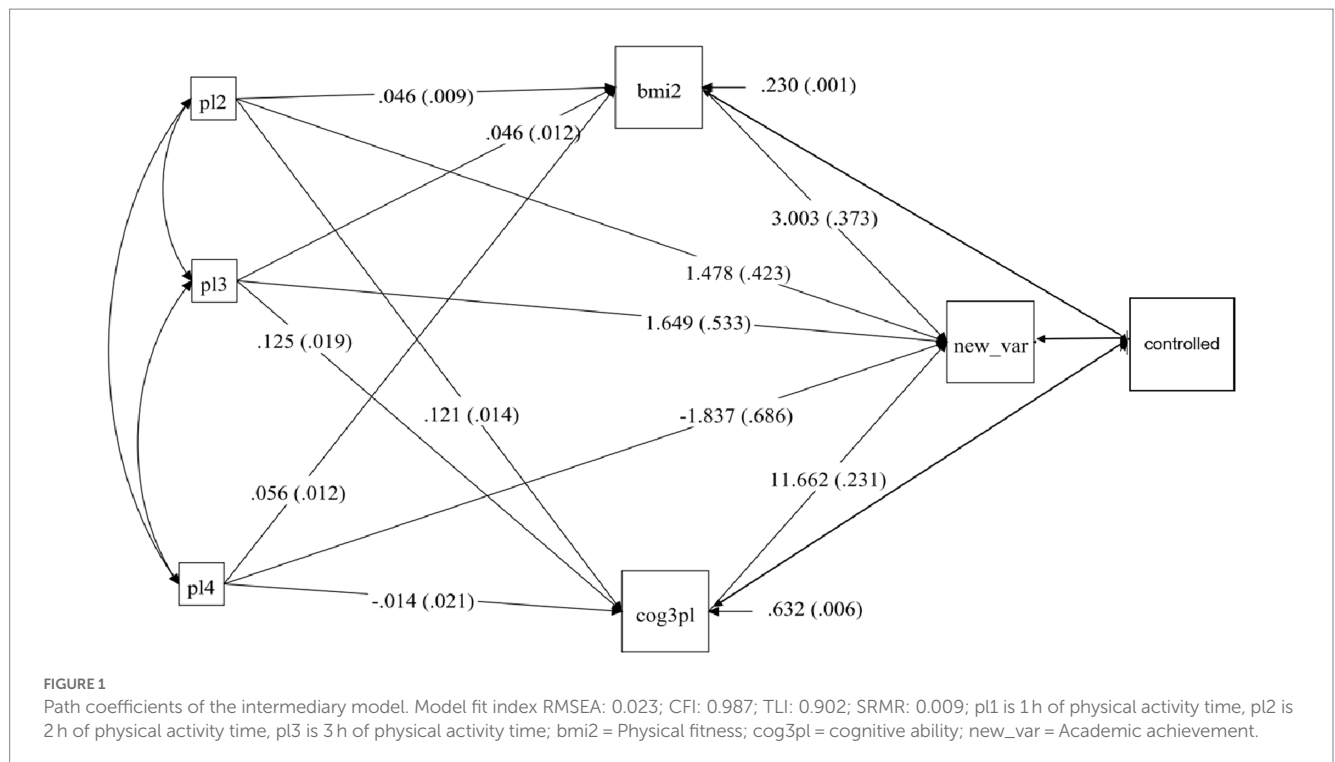 pl2
.046 (.009)
bmi2
.230 (.001)
.046 (.012)
3.003 (.373)
pl3
1.478 (.423)
1.649 (.533)
.125 (.019)
new_var
controlled
.121 (.014)
-1.837 (.686)
11.662 (.231)
.056 (.012)
pl4
-.014 (.021)
cog3pl
.632 (.006)
FIGURE 1
Path coefficients of the intermediary model. Model fit index RMSEA: 0.023; CFI: 0.987; TLI: 0.902; SRMR: 0.009; pl1 is 1 h of physical activity time, pl2 is
2 h of physical activity time, pl3 is 3 h of physical activity time; bmi2 = Physical fitness; cog3pl = cognitive ability; new_var = Academic achievement.